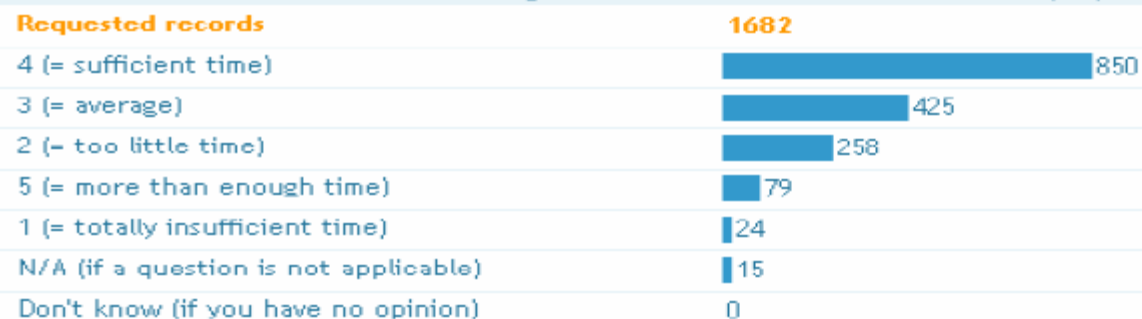 Requested records 1682
4 (= sufficient time) 850
3 (= average) 425
2 (= too little time) 258
5 (= more than enough time) 79
1 (= totally insufficient time) 24
N/A (if a question is not applicable) 15
Don't know (if you have no opinion) 0